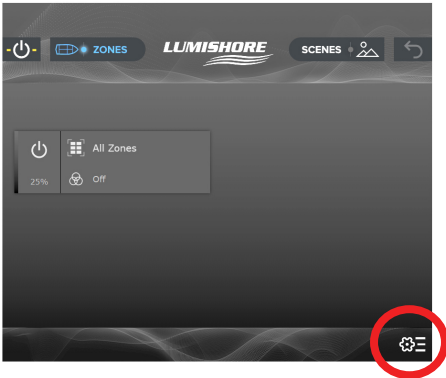 ZONES
LUMISHORE
SCENES
All Zones
25%
Off